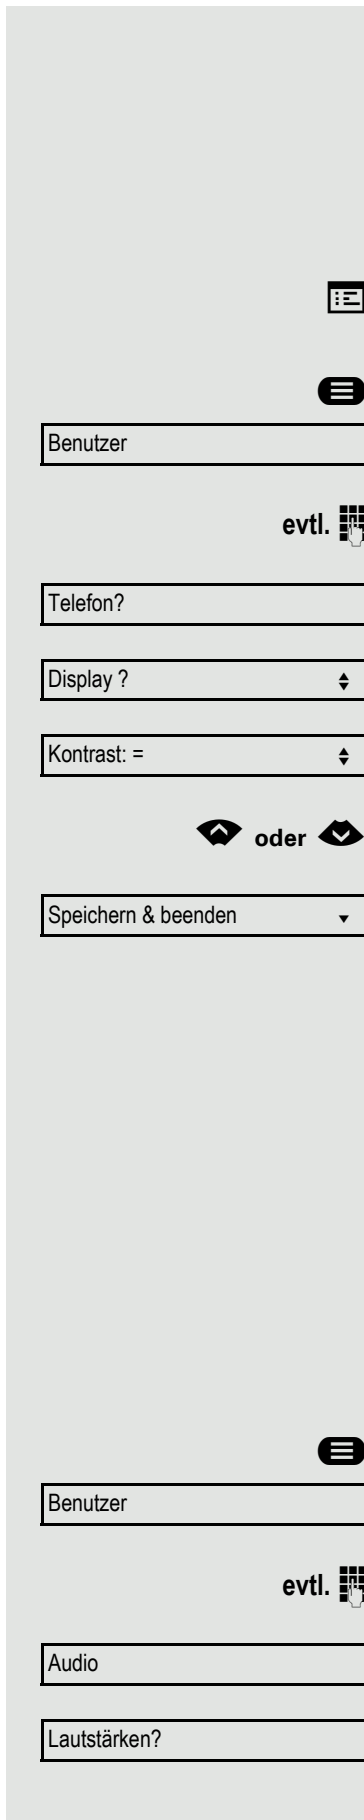 Benutzer
evtl.
Telefon?
Display ?
Kontrast: =
oder
Speichern & beenden
Benutzer
evtl.
Audio
Lautstärken?